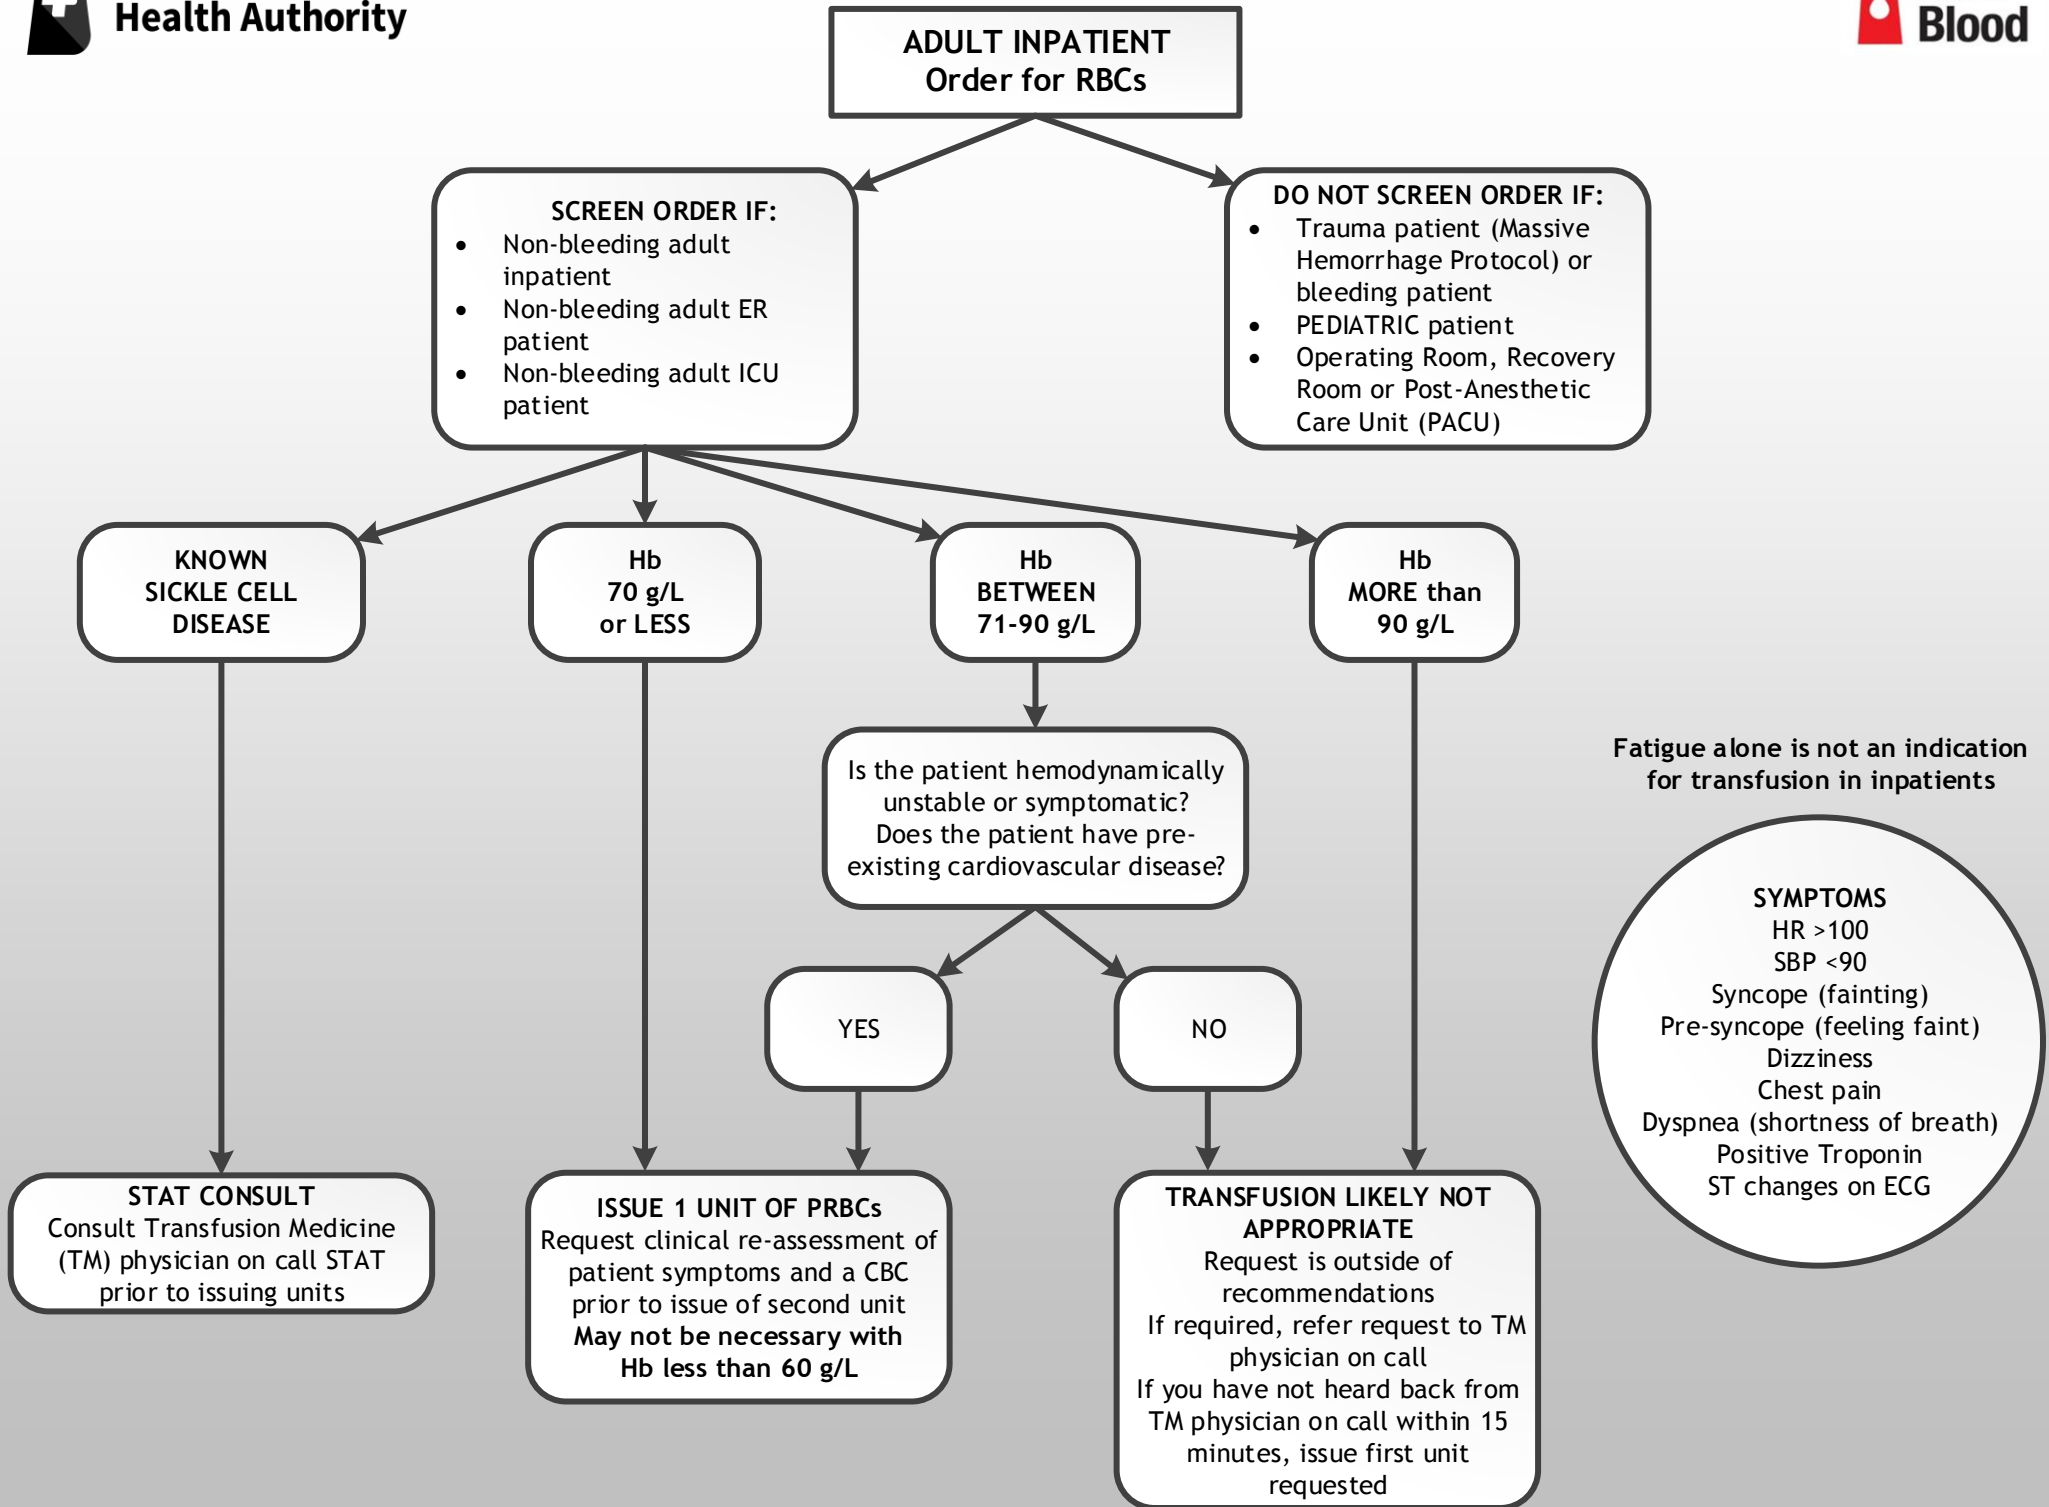 Health Authority
Blood
ADULT INPATIENT
Order for RBCs
SCREEN ORDER IF:
• Non-bleeding adult
inpatient
• Non-bleeding adult ER
patient
• Non-bleeding adult ICU
patient
DO NOT SCREEN ORDER IF:
• Trauma patient (Massive
Hemorrhage Protocol) or
bleeding patient
• PEDIATRIC patient
• Operating Room, Recovery
Room or Post-Anesthetic
Care Unit (PACU)
KNOWN
SICKLE CELL
DISEASE
Hb
70 g/L
or LESS
Hb
BETWEEN
71-90 g/L
Hb
MORE than
90 g/L
Is the patient hemodynamically
unstable or symptomatic?
Does the patient have pre-
existing cardiovascular disease?
Fatigue alone is not an indication
for transfusion in inpatients
SYMPTOMS
HR >100
SBP <90
Syncope (fainting)
Pre-syncope (feeling faint)
Dizziness
Chest pain
Dyspnea (shortness of breath)
Positive Troponin
ST changes on ECG
YES
NO
STAT CONSULT
Consult Transfusion Medicine
(TM) physician on call STAT
prior to issuing units
ISSUE 1 UNIT OF PRBCs
Request clinical re-assessment of
patient symptoms and a CBC
prior to issue of second unit
May not be necessary with
Hb less than 60 g/L
TRANSFUSION LIKELY NOT
APPROPRIATE
Request is outside of
recommendations
If required, refer request to TM
physician on call
If you have not heard back from
TM physician on call within 15
minutes, issue first unit
requested